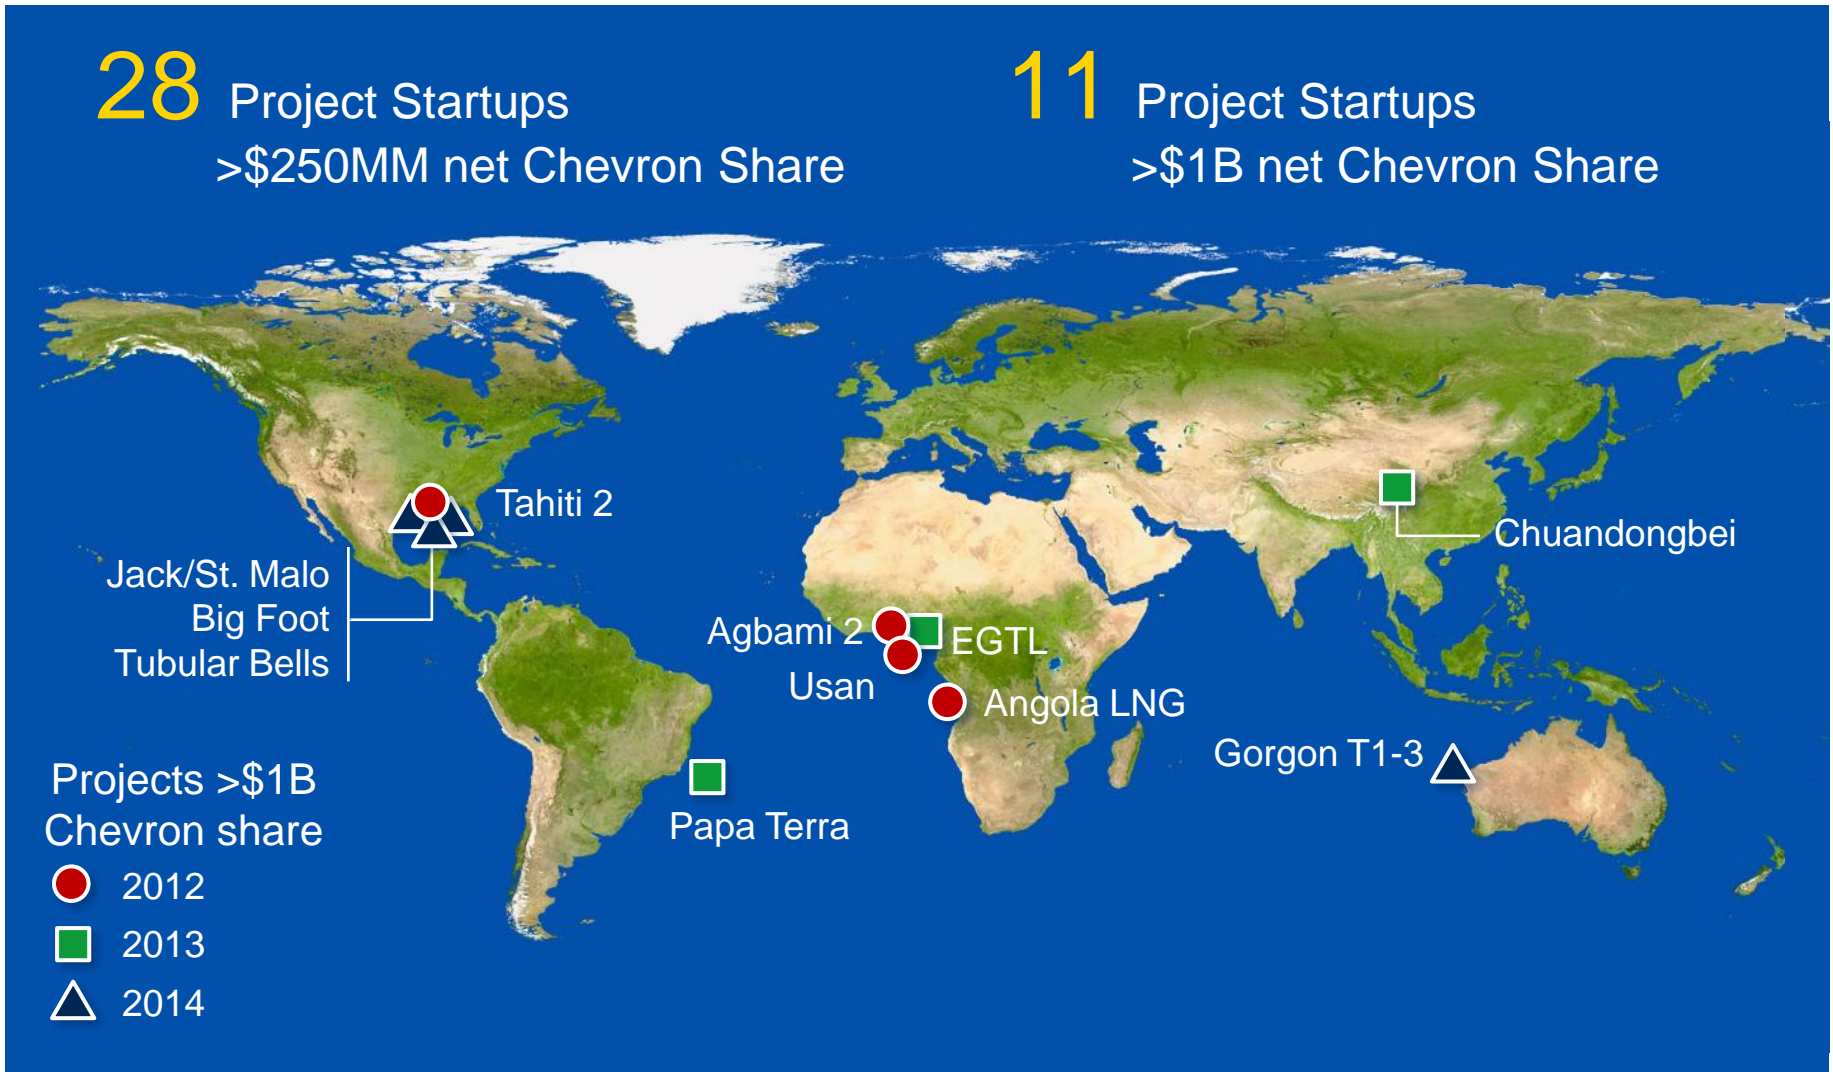 28 Project Startups
>$250MM net Chevron Share
11 Project Startups
>$1B net Chevron Share
Tahiti 2
Jack/St. Malo
Big Foot
Tubular Bells
Chuandongbei
Agbami 2
EGTL
Usan
Angola LNG
Gorgon T1-3
Papa Terra
Projects >$1B
Chevron share
2012
2013
2014